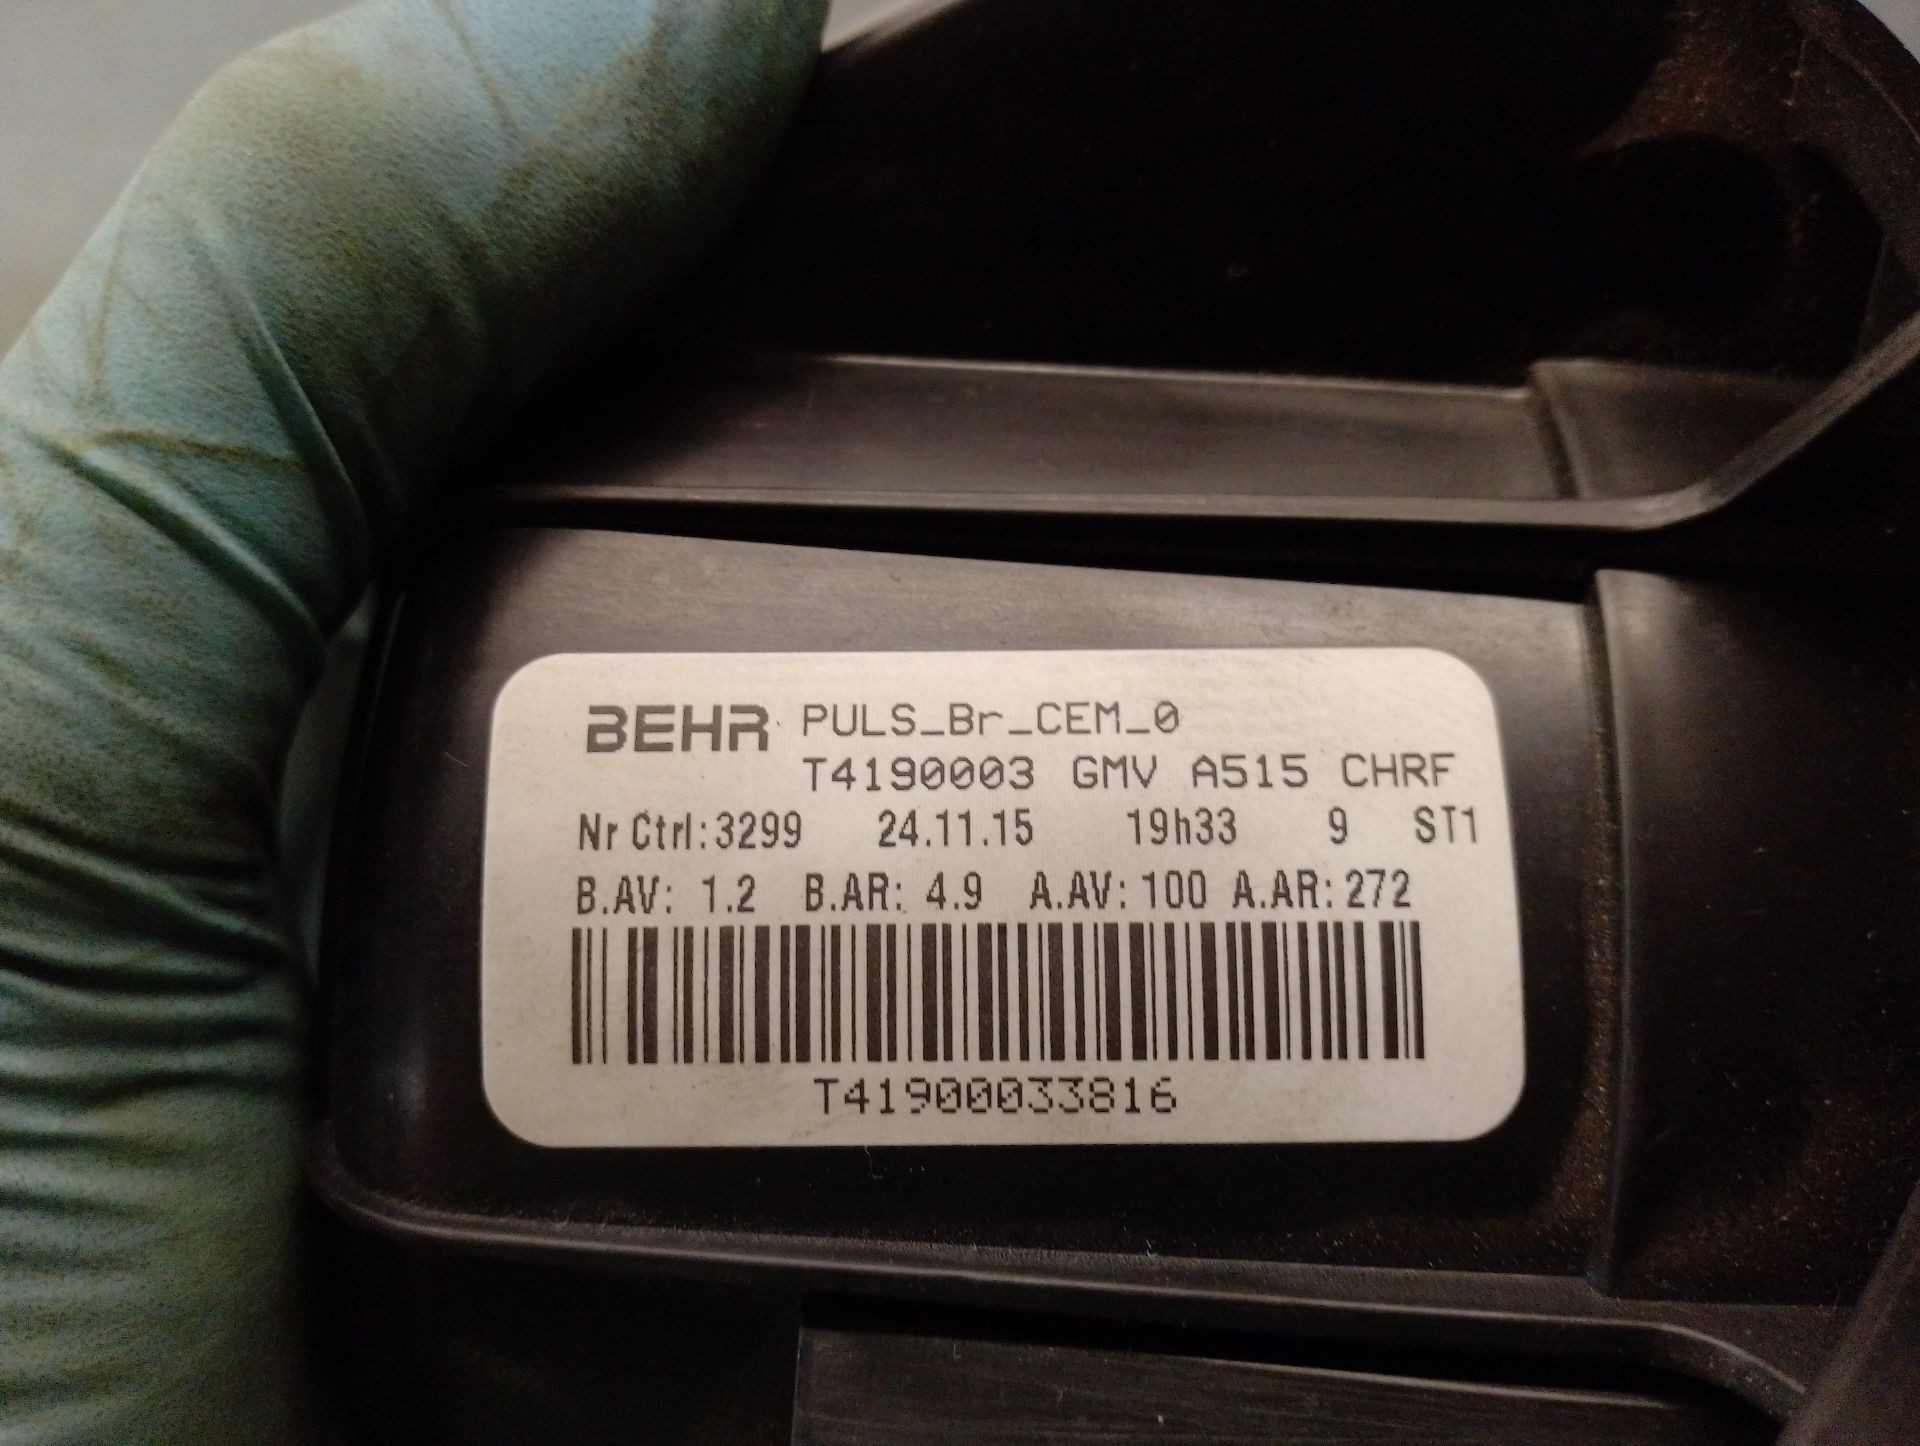 BEHR PULS_Br_CEM_0
T4190003 GMV A515 CHRF
Nr Ctrl:3299 24.11.15 19h33 9 ST1
B.AV: 1.2 B.AR: 4.9 A.AV:100 A.AR:272
T41900033816